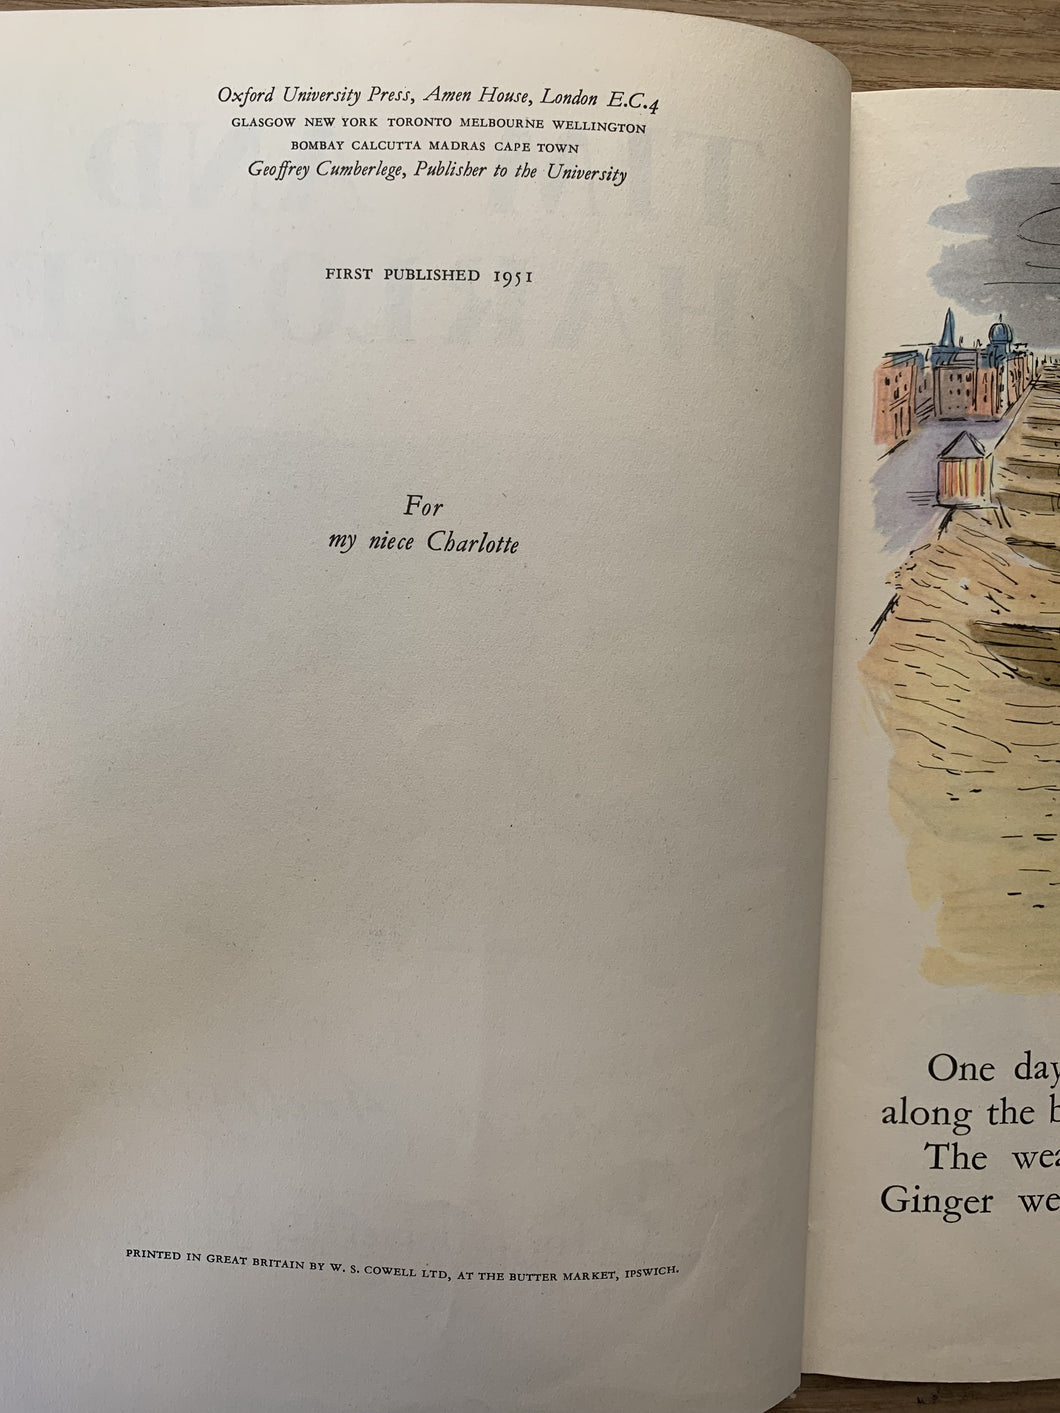 Oxford University Press, Amen House, London E.C.4
GLASGOW NEW YORK TORONTO MELBOURNE WELLINGTON
BOMBAY CALCUTTA MADRAS CAPE TOWN
Geoffrey Cumberlege, Publisher to the University
FIRST PUBLISHED 1951
For
my niece Charlotte
PRINTED IN GREAT BRITAIN BY W. S. COWELL LTD, AT THE BUTTER MARKET, IPSWICH.
One day
along the
The
Ginger